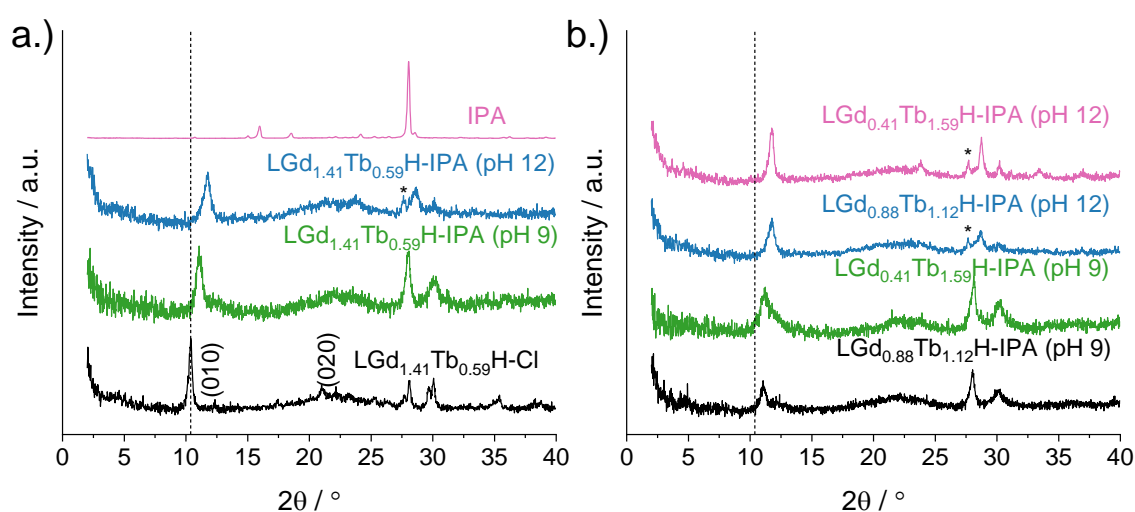 a.)
IPA
LGd1.41Tb0.59H-IPA (pH 12)
*
LGd1.41Tb0.59H-IPA (pH 9)
(010)
(020)
LGd1.41Tb0.59H-Cl
Intensity / a.u.
0 5 10 15 20 25 30 35 40
2θ / °
b.)
LGd0.41Tb1.59H-IPA (pH 12)
*
LGd0.88Tb1.12H-IPA (pH 12)
*
LGd0.41Tb1.59H-IPA (pH 9)
LGd0.88Tb1.12H-IPA (pH 9)
Intensity / a.u.
0 5 10 15 20 25 30 35 40
2θ / °